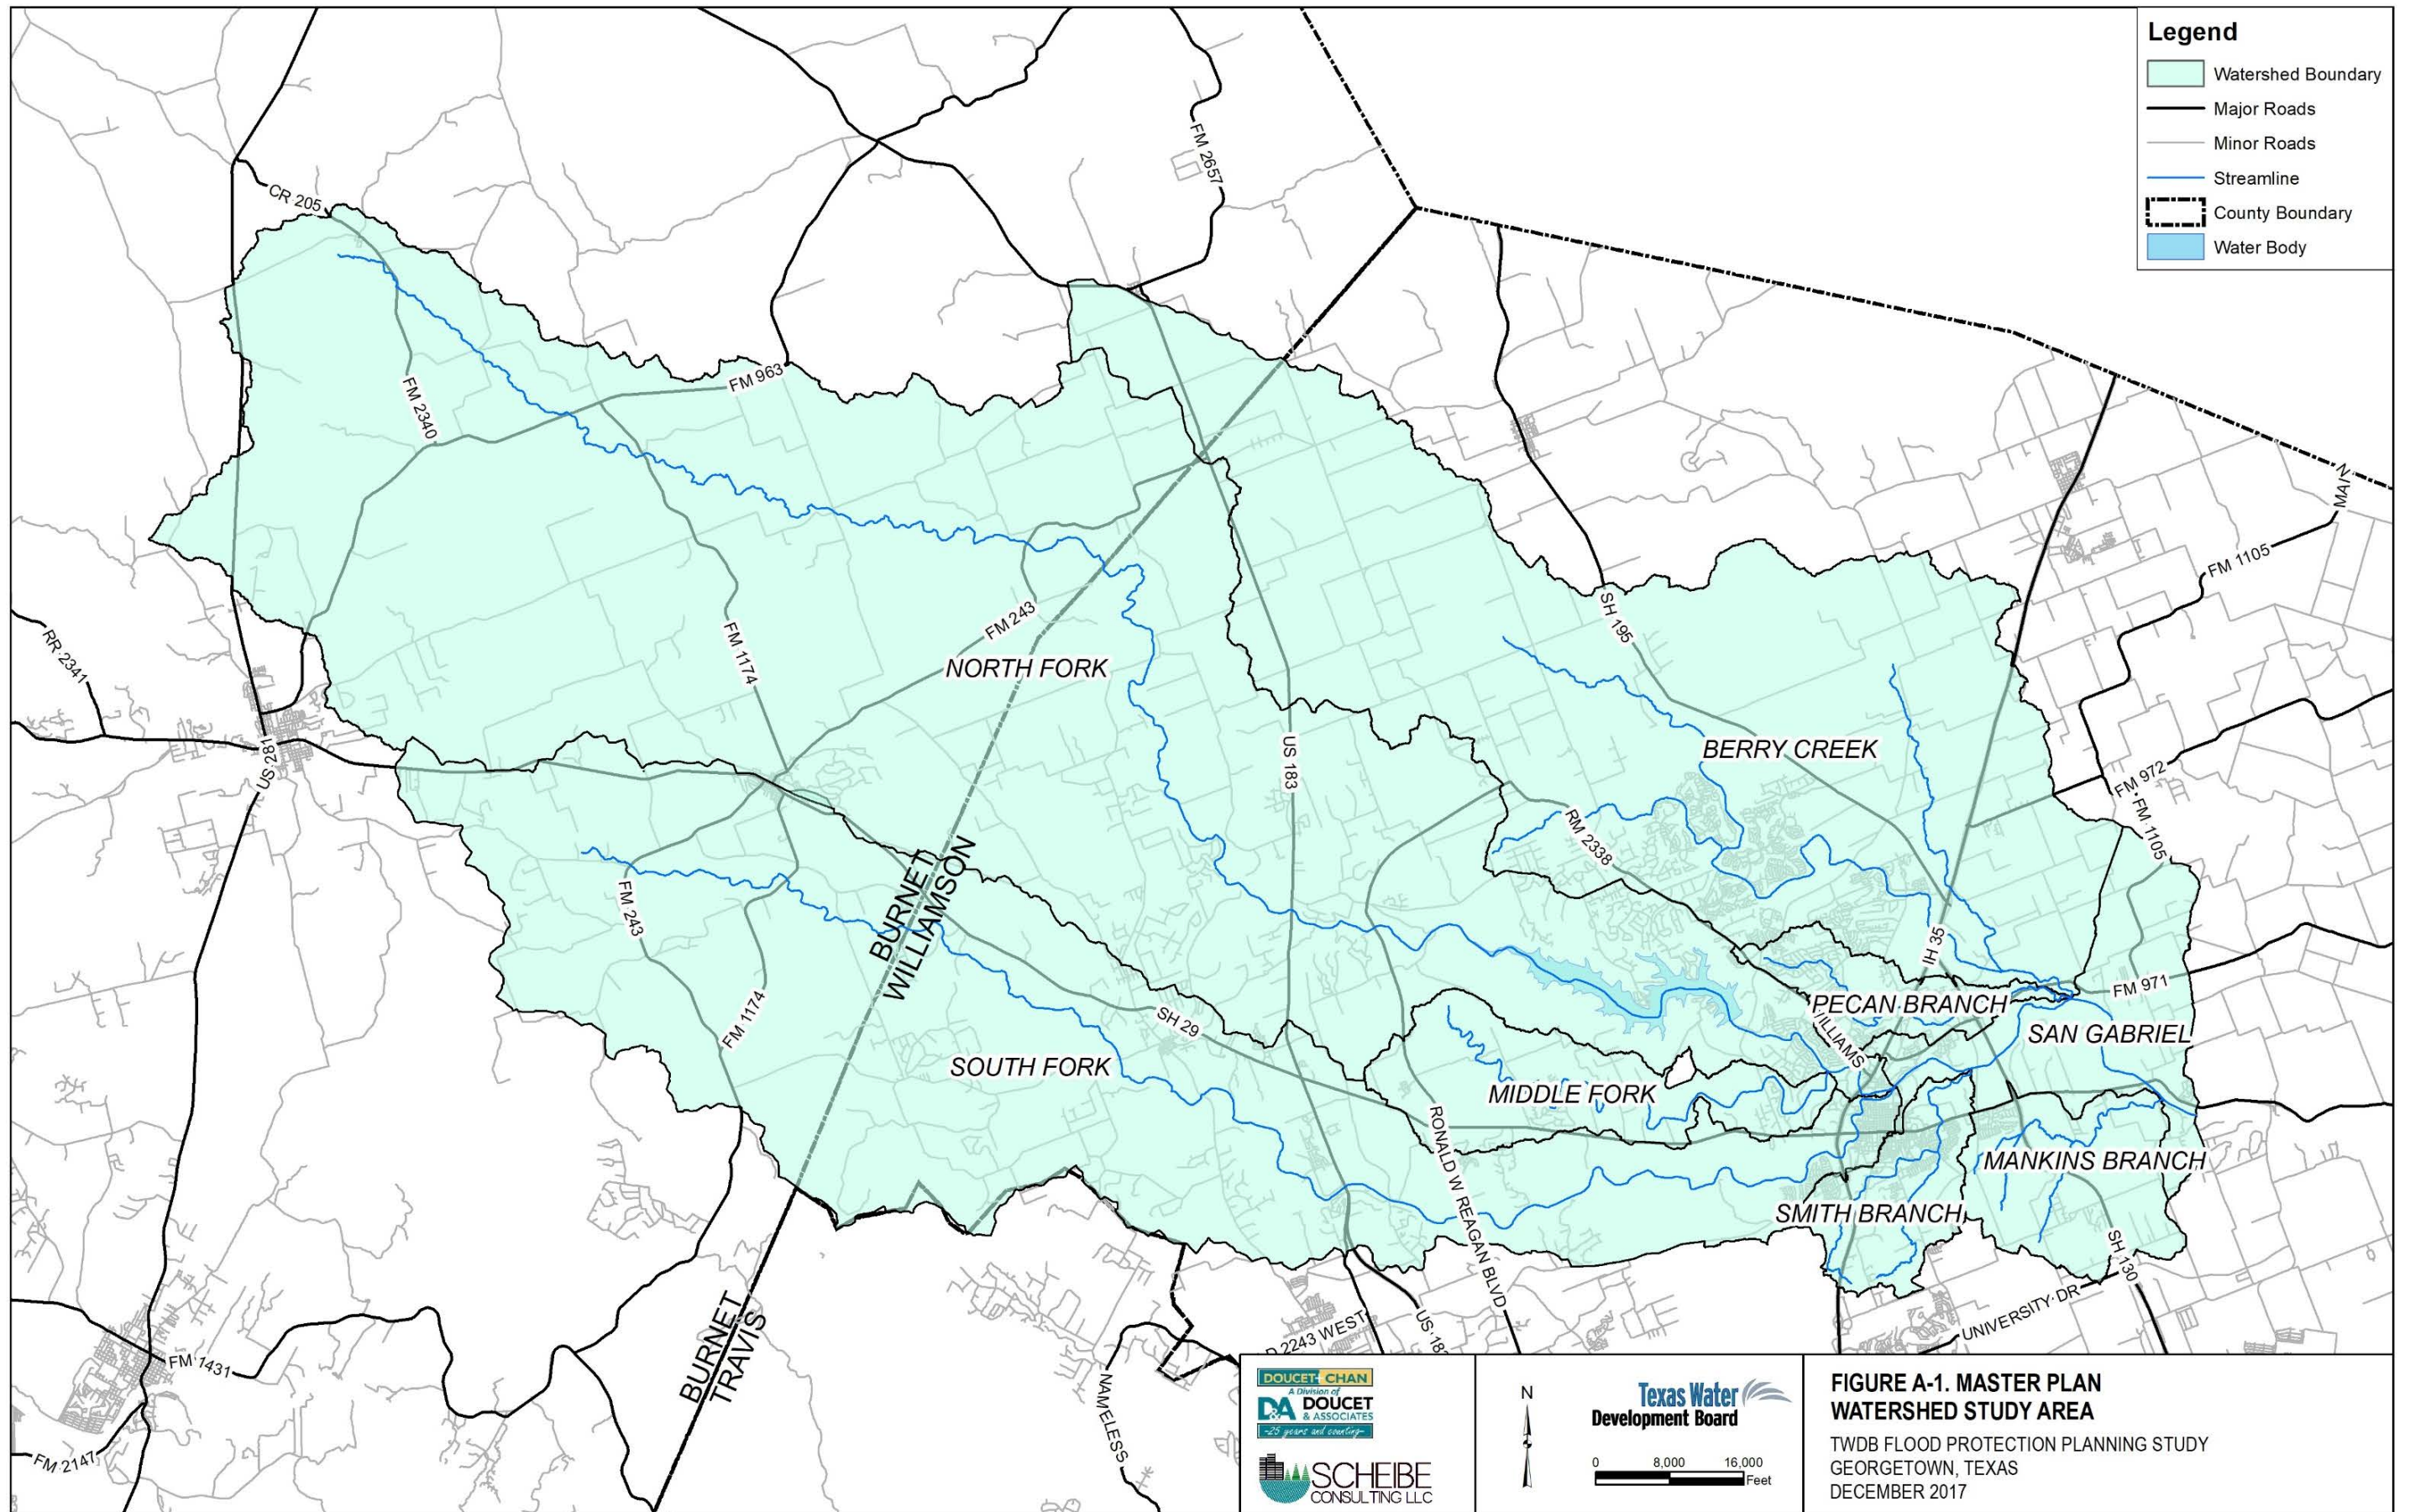 Legend
Watershed Boundary
Major Roads
Minor Roads
Streamline
County Boundary
Water Body
CR 205
FM 2657
FM 2340
FM 963
MAIN
FM 1105
RR 2341
FM 1174
FM 243
NORTH FORK
SH 195
US 281
US 183
BERRY CREEK
FM 972
FM 1105
RM 2338
FM 243
BURNET
WILLIAMSON
IH 35
FM 971
PECAN BRANCH
WILLIAMS
SAN GABRIEL
FM 1174
SH 29
SOUTH FORK
MIDDLE FORK
RONALD W REAGAN BLVD
MANKINS BRANCH
SMITH BRANCH
SH 130
UNIVERSITY DR
BURNET
TRAVIS
2243 WEST
US 183
FM 1431
FM 2147
NAMELESS
DOUCET+CHAN
A Division of
D&A DOUCET
& ASSOCIATES
-25 years and counting-
SCHEIBE
CONSULTING LLC
N
Texas Water
Development Board
0 8,000 16,000
Feet
FIGURE A-1. MASTER PLAN
WATERSHED STUDY AREA
TWDB FLOOD PROTECTION PLANNING STUDY
GEORGETOWN, TEXAS
DECEMBER 2017